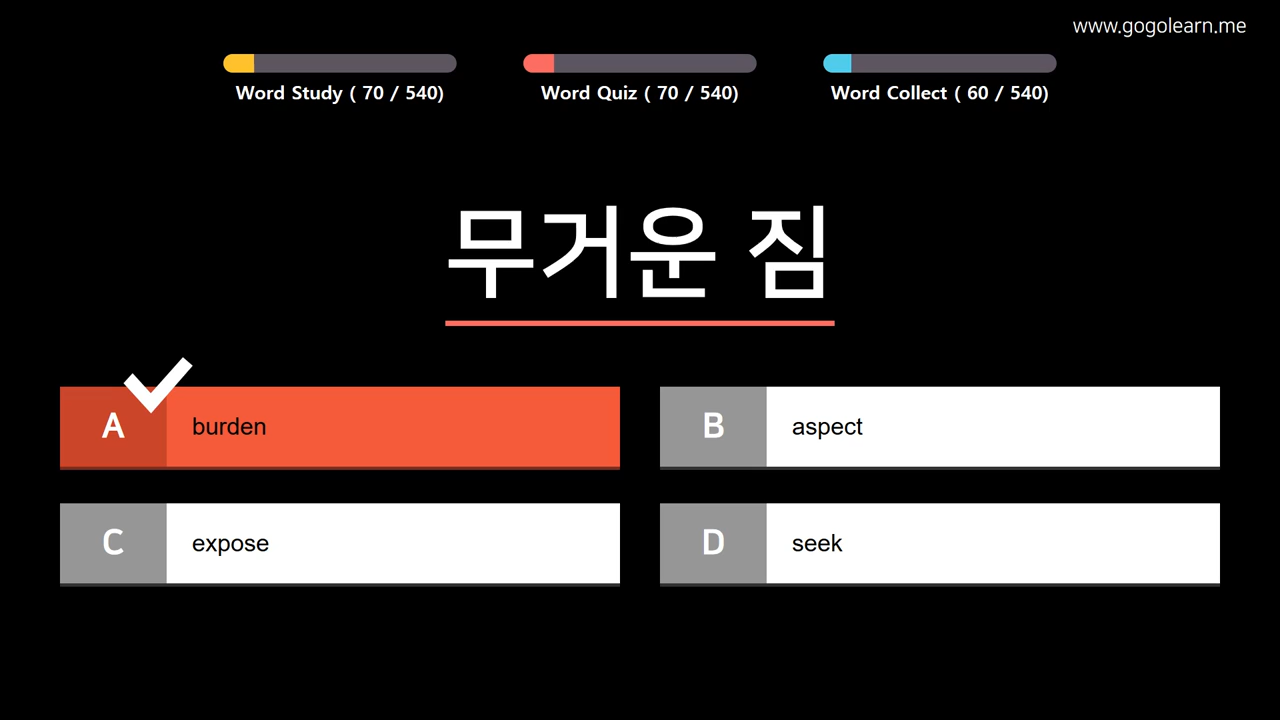 www.gogolearn.me
Word Study ( 70 / 540)
Word Quiz ( 70 / 540)
Word Collect ( 60 / 540)
무거운 짐
A
burden
B
aspect
C
expose
D
seek